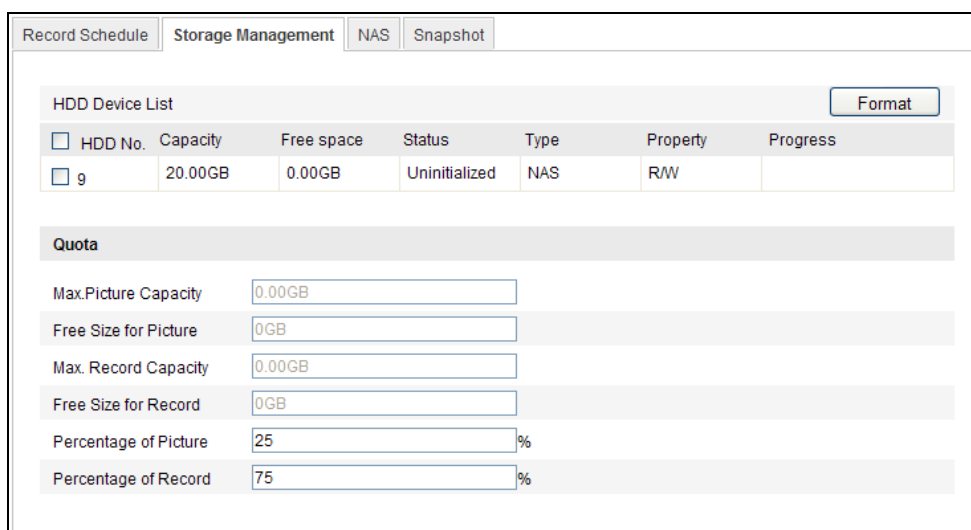 Record Schedule Storage Management NAS Snapshot
HDD Device List Format
HDD No. Capacity Free space Status Type Property Progress
9 20.00GB 0.00GB Uninitialized NAS R/W
Quota
Max.Picture Capacity 0.00GB
Free Size for Picture 0GB
Max. Record Capacity 0.00GB
Free Size for Record 0GB
Percentage of Picture 25 %
Percentage of Record 75 %